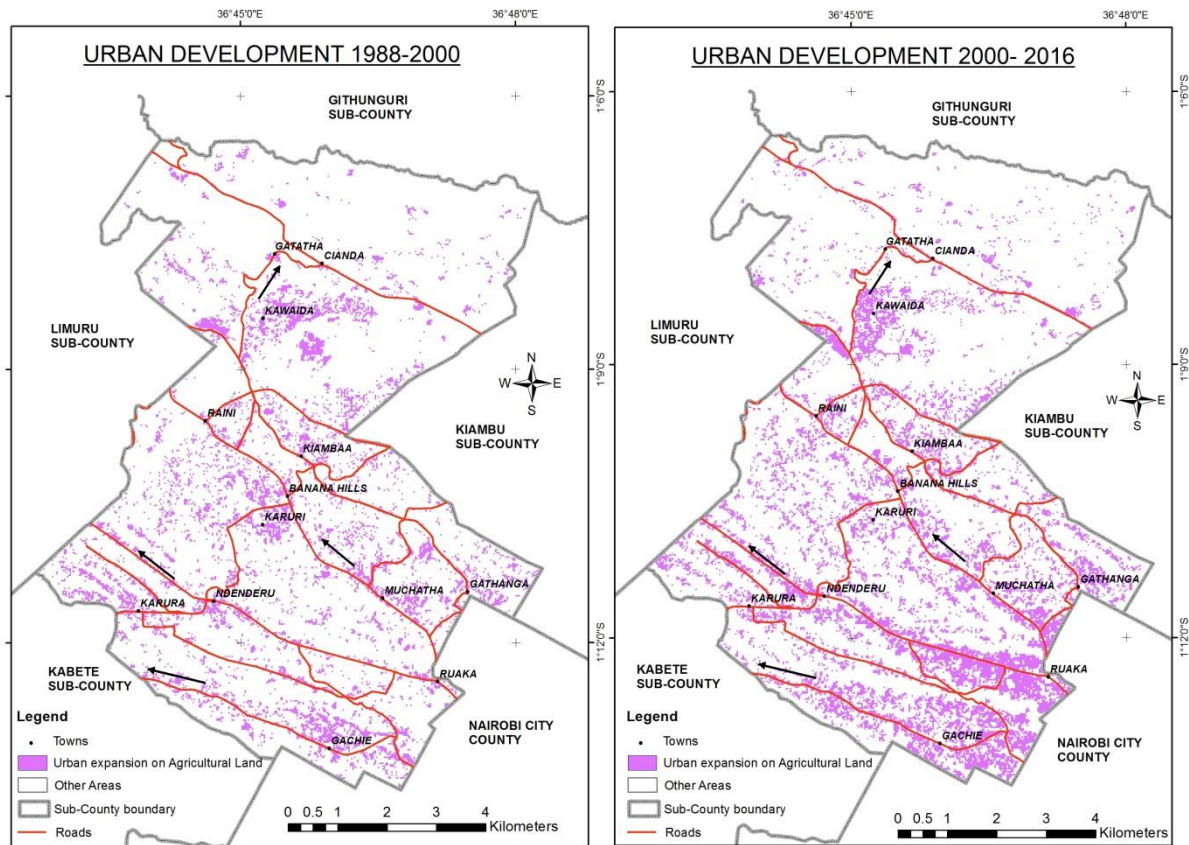 36°45'0"E
36°48'0"E
URBAN DEVELOPMENT 1988-2000
GITHUNGURI
SUB-COUNTY
GATATHA
CIANDA
KAWAIDA
LIMURU
SUB-COUNTY
N
W
E
S
RAINI
KIAMBU
SUB-COUNTY
KIAMBAA
BANANA HILLS
KARURI
MUCHATHA
GATHANGA
NDENDERU
KARURA
KABETE
SUB-COUNTY
RUAKA
NAIROBI CITY
COUNTY
GACHIE
Legend
Towns
Urban expansion on Agricultural Land
Other Areas
Sub-County boundary
Roads
0 0.5 1 2 3 4
Kilometers
1°6'0"S
1°9'0"S
1°12'0"S
36°45'0"E
36°48'0"E
URBAN DEVELOPMENT 2000- 2016
GITHUNGURI
SUB-COUNTY
GATATHA
CIANDA
KAWAIDA
LIMURU
SUB-COUNTY
N
W
E
S
RAINI
KIAMBU
SUB-COUNTY
KIAMBAA
BANANA HILLS
KARURI
MUCHATHA
GATHANGA
NDENDERU
KARURA
KABETE
SUB-COUNTY
RUAKA
NAIROBI CITY
COUNTY
GACHIE
Legend
Towns
Urban expansion on Agricultural Land
Other Areas
Sub-County boundary
Roads
0 0.5 1 2 3 4
Kilometers
1°6'0"S
1°9'0"S
1°12'0"S